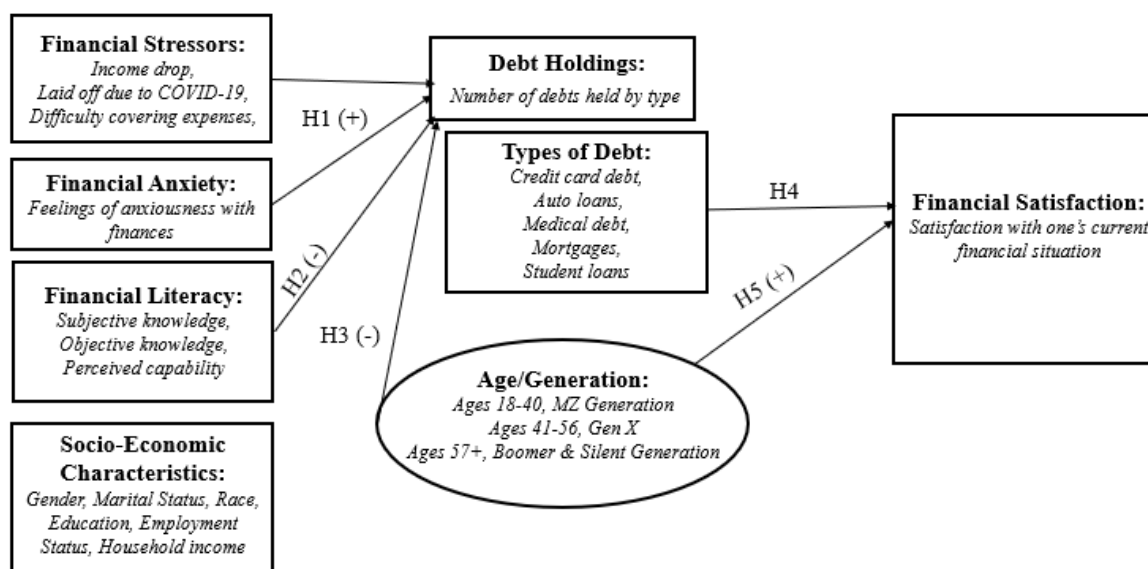 Financial Stressors:
Income drop,
Laid off due to COVID-19,
Difficulty covering expenses,
H1 (+)
Financial Anxiety:
Feelings of anxiousness with
finances
Financial Literacy:
Subjective knowledge,
Objective knowledge,
Perceived capability
H2 (-)
Socio-Economic
Characteristics:
Gender, Marital Status, Race,
Education, Employment
Status, Household income
Debt Holdings:
Number of debts held by type
Types of Debt:
Credit card debt,
Auto loans,
Medical debt,
Mortgages,
Student loans
H3 (-)
Age/Generation:
Ages 18-40, MZ Generation
Ages 41-56, Gen X
Ages 57+, Boomer & Silent Generation
H4
H5 (+)
Financial Satisfaction:
Satisfaction with one's current
financial situation